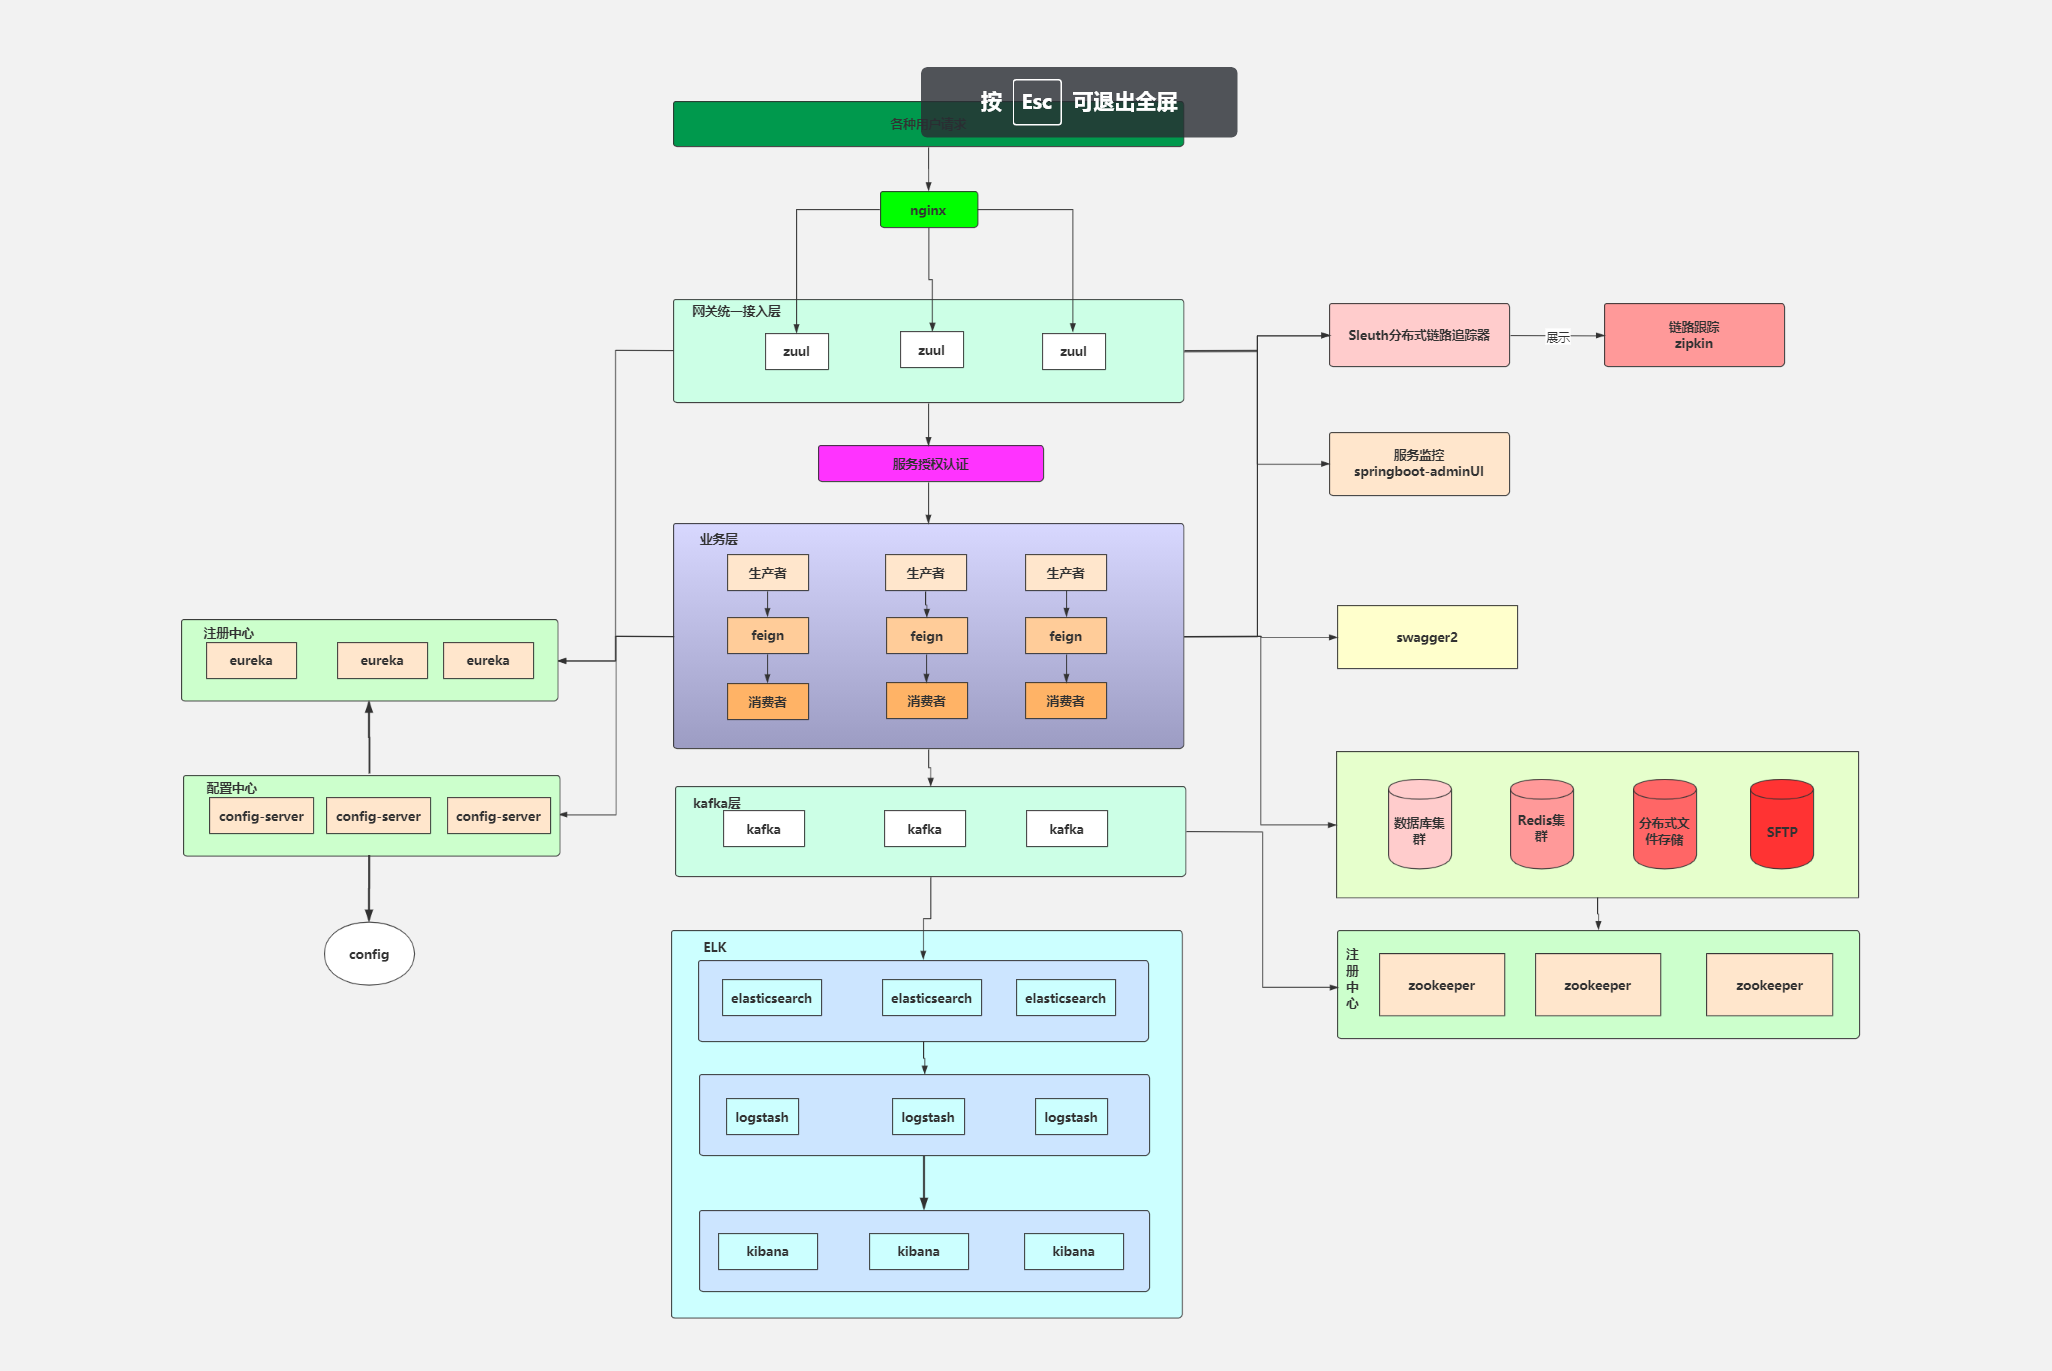 按 Esc 可退出全屏
各种用户请求
nginx
网关统一接入层
zuul
zuul
zuul
Sleuth分布式链路追踪器
展示
链路跟踪
zipkin
服务授权认证
服务监控
springboot-adminUI
业务层
生产者
生产者
生产者
feign
feign
feign
消费者
消费者
消费者
swagger2
注册中心
eureka
eureka
eureka
配置中心
config-server
config-server
config-server
config
kafka层
kafka
kafka
kafka
数据库集
群
Redis集
群
分布式文
件存储
SFTP
注
册
中
心
zookeeper
zookeeper
zookeeper
ELK
elasticsearch
elasticsearch
elasticsearch
logstash
logstash
logstash
kibana
kibana
kibana